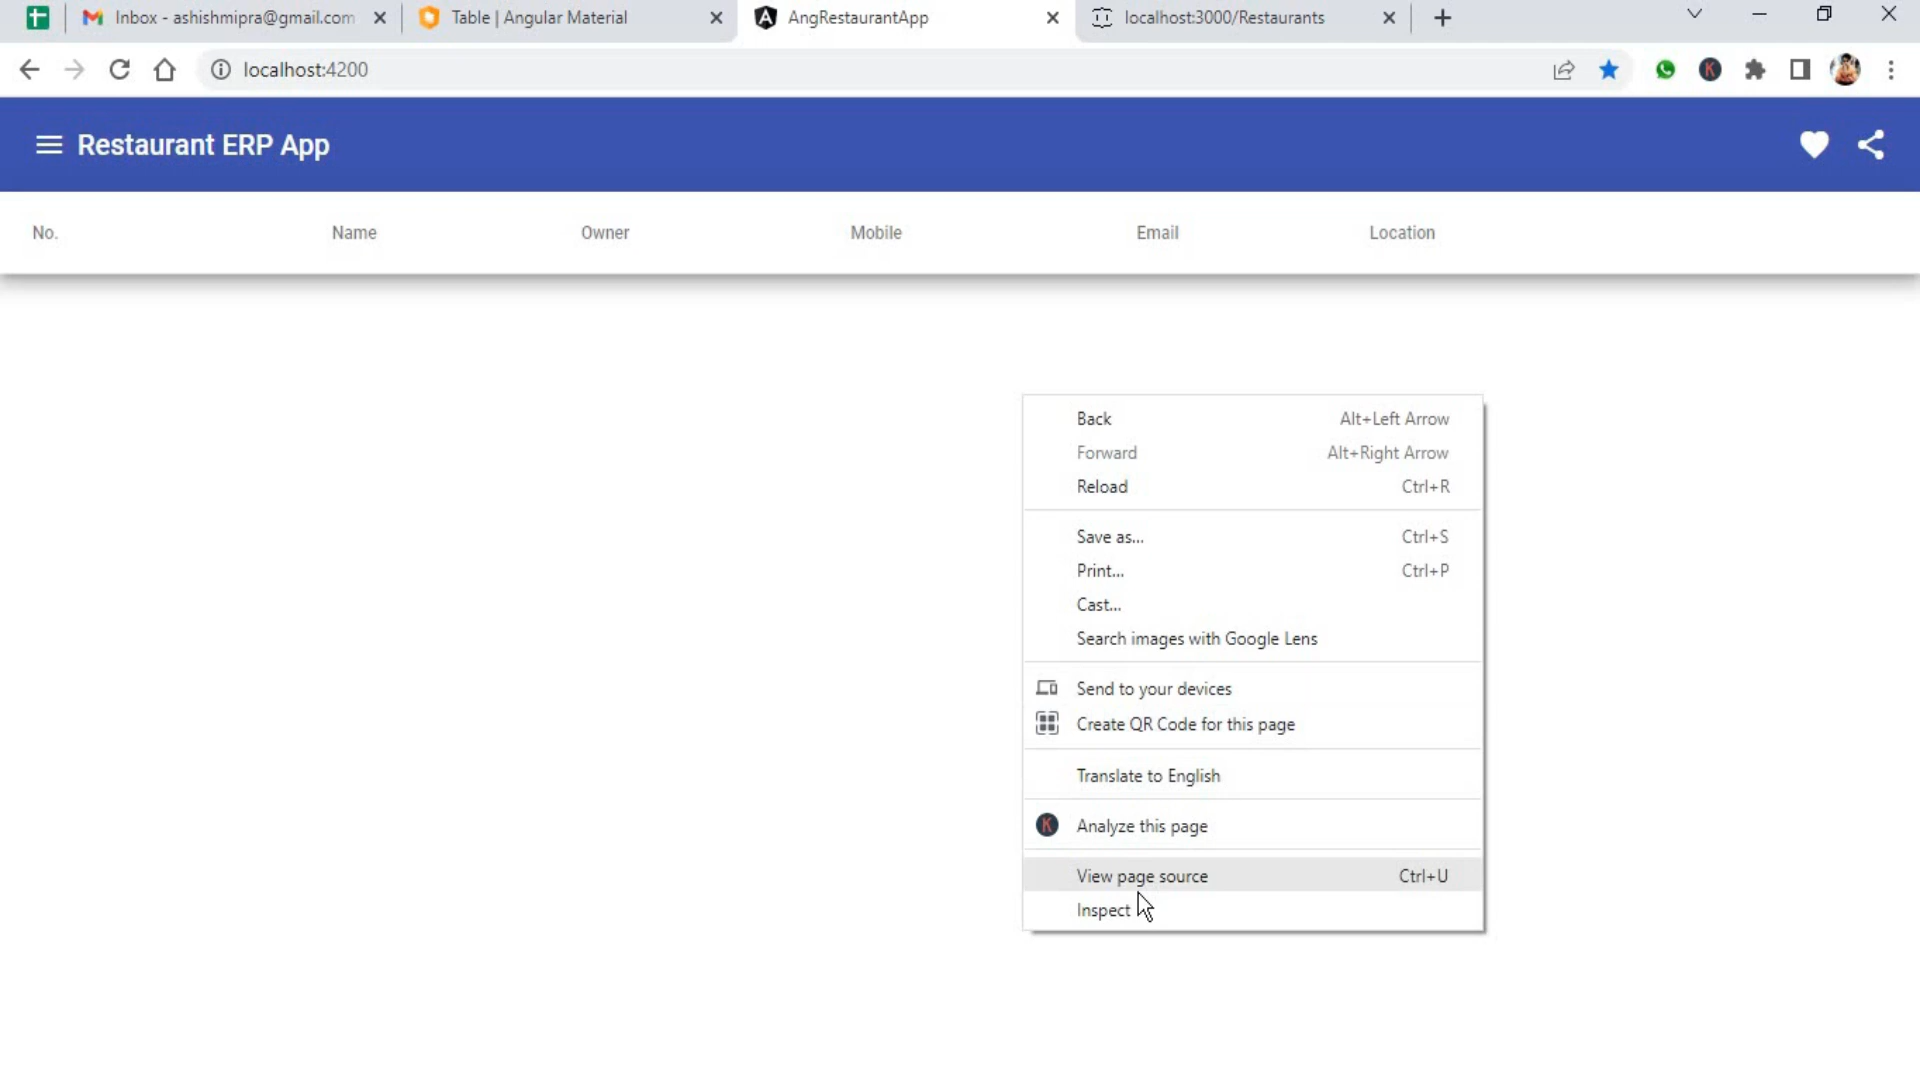 Inbox - ashishmipra@gmail.com
Table | Angular Material
AngRestaurantApp
localhost:3000/Restaurants
localhost:4200
K
Restaurant ERP App
No. Name Owner Mobile Email Location
Back Alt+Left Arrow
Forward Alt+Right Arrow
Reload Ctrl+R
Save as... Ctrl+S
Print... Ctrl+P
Cast...
Search images with Google Lens
Send to your devices
Create QR Code for this page
Translate to English
K Analyze this page
View page source Ctrl+U
Inspect